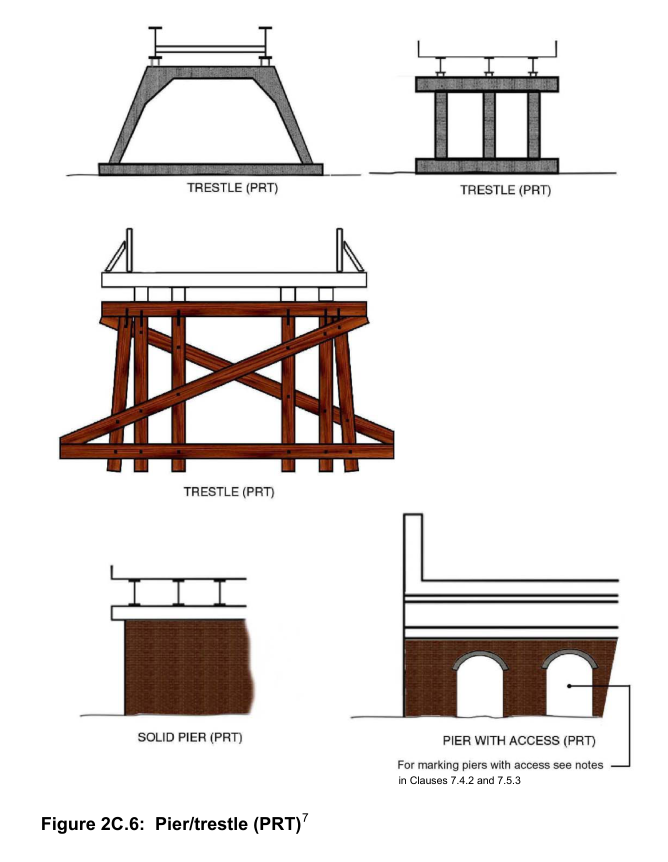 TRESTLE (PRT)
TRESTLE (PRT)
TRESTLE (PRT)
SOLID PIER (PRT)
PIER WITH ACCESS (PRT)
For marking piers with access see notes
in Clauses 7.4.2 and 7.5.3
Figure 2C.6: Pier/trestle (PRT)7